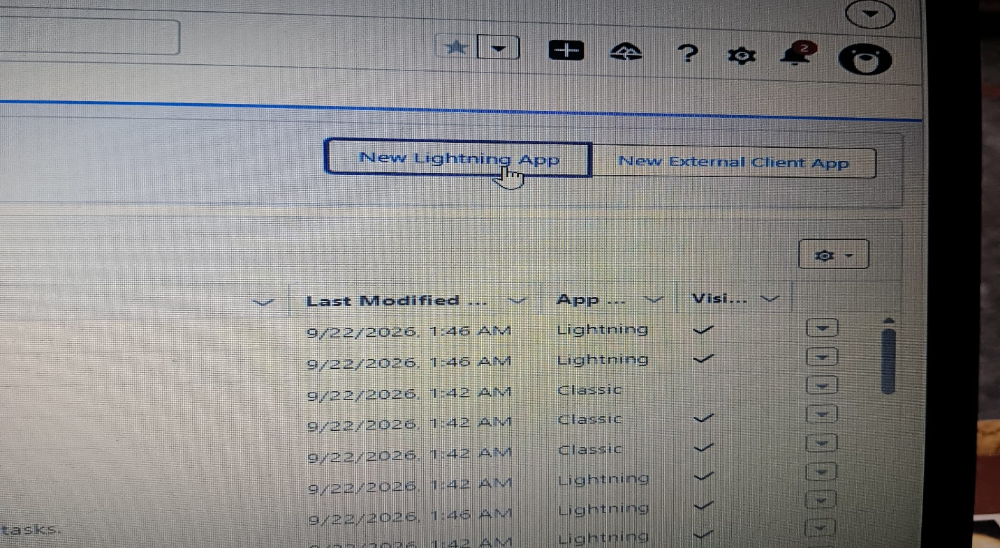 2
New Lightning App New External Client App
Last Modified ... App ... Visi...
9/22/2026, 1:46 AM Lightning
9/22/2026, 1:46 AM Lightning
9/22/2026, 1:42 AM Classic
9/22/2026, 1:42 AM Classic
9/22/2026, 1:42 AM Classic
9/22/2026, 1:42 AM Lightning
9/22/2026, 1:46 AM Lightning
tasks.
1:42 AM Lightning